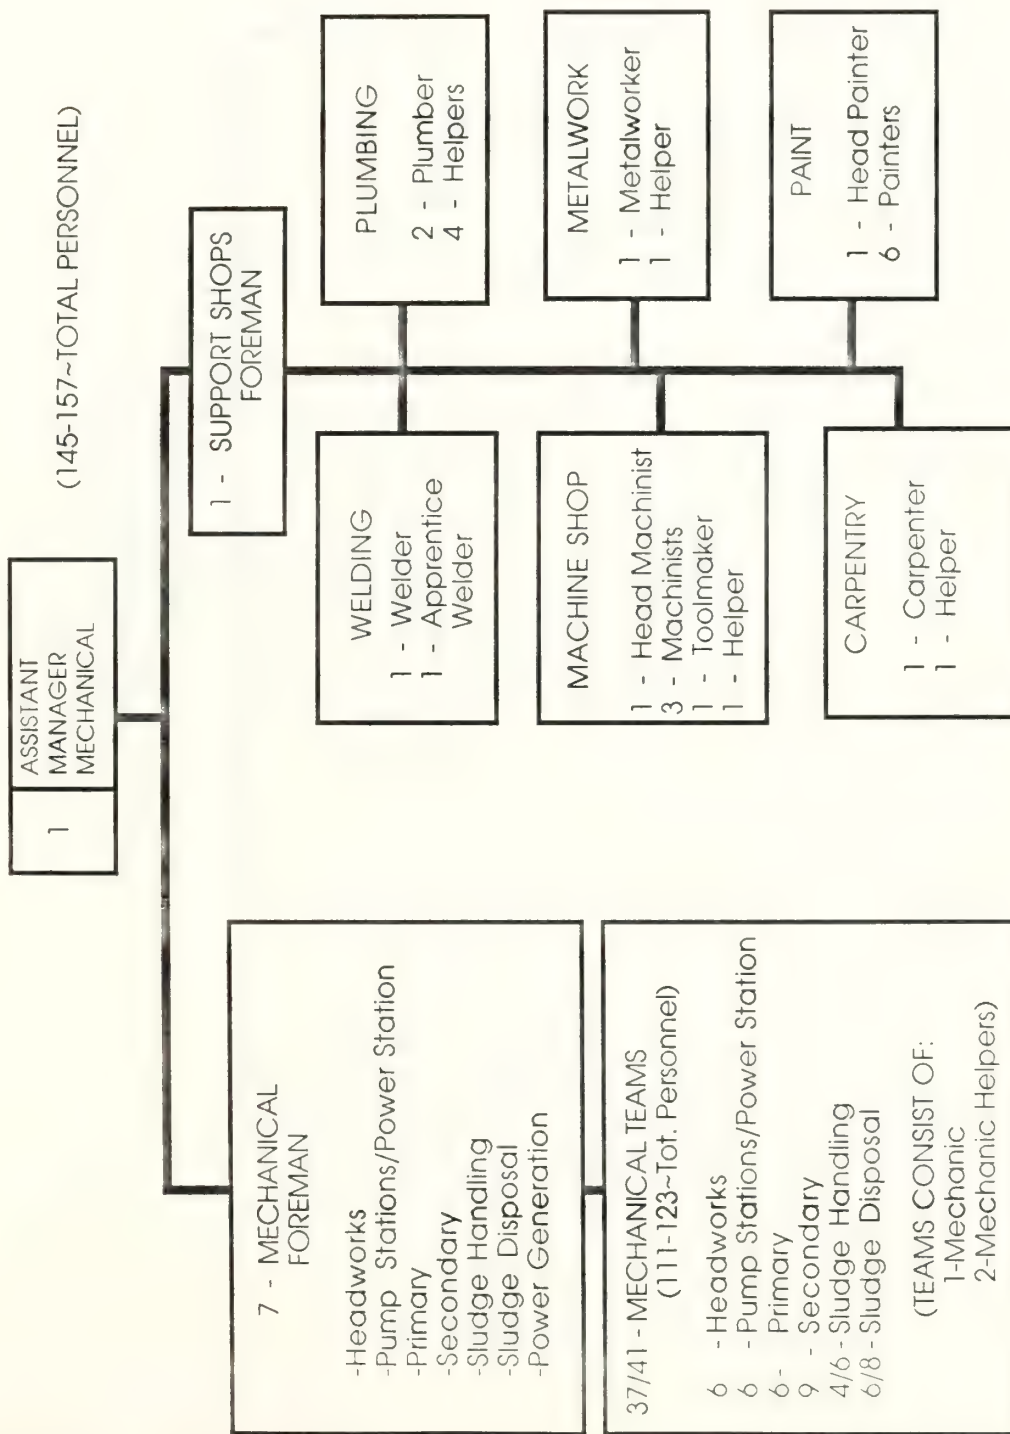 (145-157~TOTAL PERSONNEL)
1
ASSISTANT
MANAGER
MECHANICAL
7 - MECHANICAL
FOREMAN
-Headworks
-Pump Stations/Power Station
-Primary
-Secondary
-Sludge Handling
-Sludge Disposal
-Power Generation
37/41 - MECHANICAL TEAMS
(111-123~Tot. Personnel)
6 - Headworks
6 - Pump Stations/Power Station
6 - Primary
9 - Secondary
4/6 - Sludge Handling
6/8 - Sludge Disposal
(TEAMS CONSIST OF:
1-Mechanic
2-Mechanic Helpers)
1 - SUPPORT SHOPS
FOREMAN
WELDING
1 - Welder
1 - Apprentice
Welder
PLUMBING
2 - Plumber
4 - Helpers
MACHINE SHOP
1 - Head Machinist
3 - Machinists
1 - Toolmaker
1 - Helper
METALWORK
1 - Metalworker
1 - Helper
CARPENTRY
1 - Carpenter
1 - Helper
PAINT
1 - Head Painter
6 - Painters